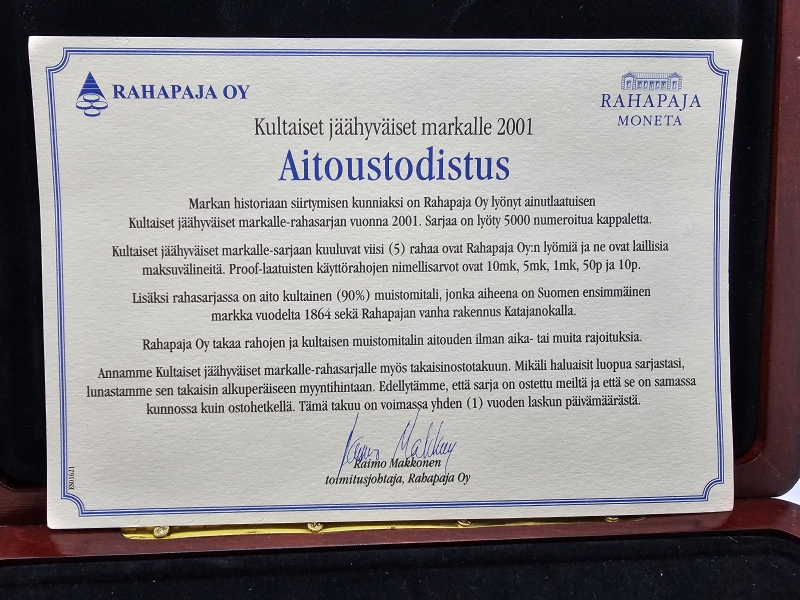 RAHAPAJA OY
RAHAPAJA
MONETA
Kultaiset jäähyväiset markalle 2001
Aitoustodistus
Markan historiaan siirtymisen kunniaksi on Rahapaja Oy lyönyt ainutlaatuisen
Kultaiset jäähyväiset markalle-rahasarjan vuonna 2001. Sarjaa on lyöty 5000 numeroitua kappaletta.
Kultaiset jäähyväiset markalle-sarjaan kuuluvat viisi (5) rahaa ovat Rahapaja Oy:n lyömiä ja ne ovat laillisia
maksuvälineitä. Proof-laatuisten käyttörahojen nimellisarvot ovat 10mk, 5mk, 1mk, 50p ja 10p.
Lisäksi rahasarjassa on aito kultainen (90%) muistomitali, jonka aiheena on Suomen ensimmäinen
markka vuodelta 1864 sekä Rahapajan vanha rakennus Katajanokalla.
Rahapaja Oy takaa rahojen ja kultaisen muistomitalin aitouden ilman aika- tai muita rajoituksia.
Annamme Kultaiset jäähyväiset markalle-rahasarjalle myös takaisinostotakuun. Mikäli haluaisit luopua sarjastasi,
lunastamme sen takaisin alkuperäiseen myyntihintaan. Edellytämme, että sarja on ostettu meiltä ja että se on samassa
kunnossa kuin ostohetkellä. Tämä takuu on voimassa yhden (1) vuoden laskun päivämäärästä.
Raimo Makkonen
Raimo Makkonen
toimitusjohtaja, Rahapaja Oy
ES01621